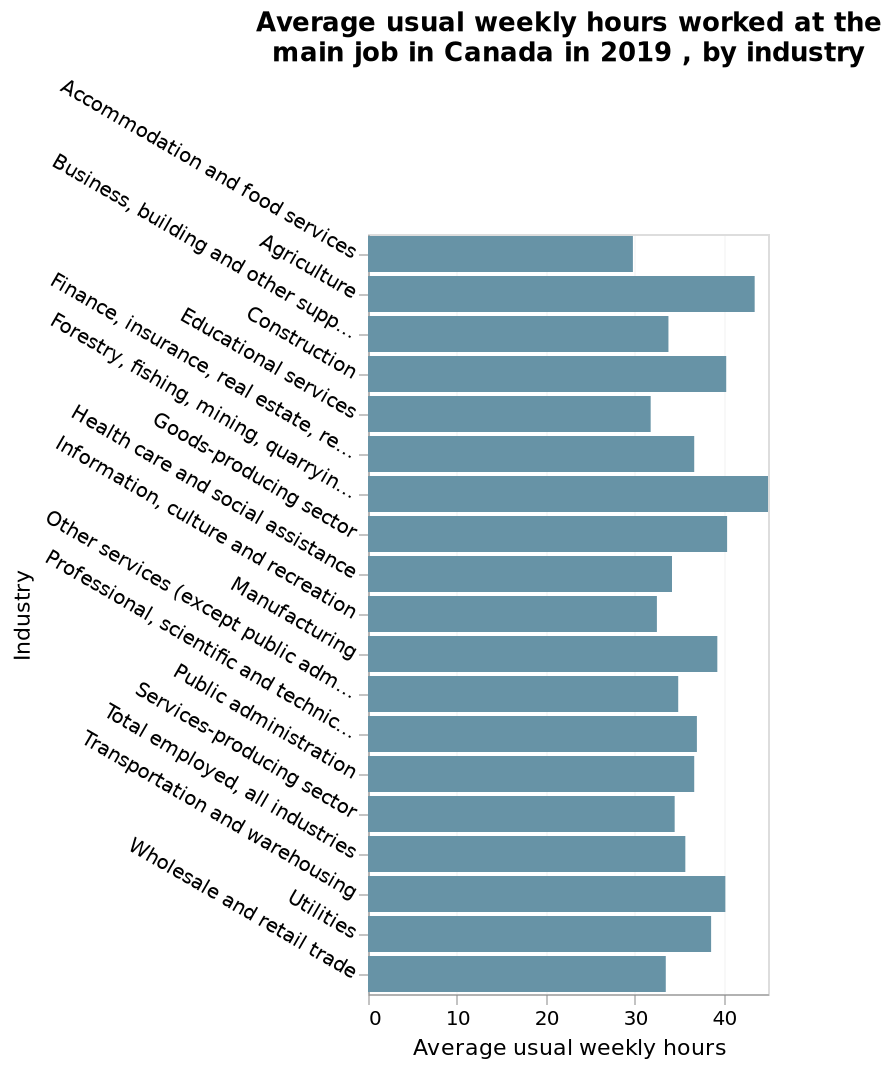 Average usual weekly hours worked at the
main job in Canada in 2019 , by industry
Accommodation and food services
Agriculture
Business, building and other supp...
Construction
Educational services
Finance, insurance, real estate, re...
Forestry, fishing, mining, quarryin...
Goods-producing sector
Health care and social assistance
Information, culture and recreation
Manufacturing
Other services (except public adm...
Professional, scientific and technic...
Public administration
Services-producing sector
Total employed, all industries
Transportation and warehousing
Utilities
Wholesale and retail trade
Industry
0 10 20 30 40
Average usual weekly hours